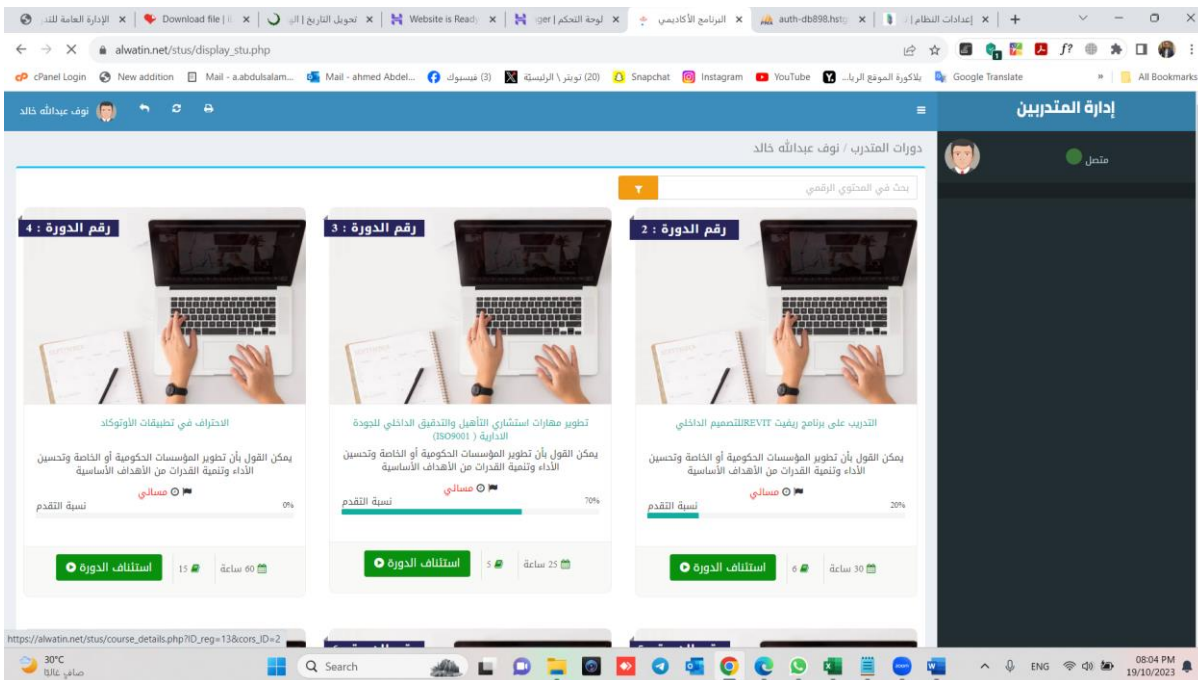 الإدارة العامة للتد
Download file | i
تحويل التاريخ | الي
Website is Ready
لوحة التحكم | ger
البرنامج الأكاديمي
auth-db898.hstg
إعدادات النظام |
alwatin.net/stus/display_stu.php
cPanel Login
New addition
Mail - a.abdulsalam...
Mail - ahmed Abdel...
(3) فيسبوك
(20) تويتر \ الرئيسية
Snapchat
Instagram
YouTube
بلاكورة الموقع الريا...
Google Translate
»
All Bookmarks
إدارة المتدربين
نوف عبدالله خالد
متصل
دورات المتدرب / نوف عبدالله خالد
بحث في المحتوي الرقمي
رقم الدورة : 2
التدريب على برنامج ريفيت REVITللتصميم الداخلي
يمكن القول بأن تطوير المؤسسات الحكومية أو الخاصة وتحسين
الأداء وتنمية القدرات من الأهداف الأساسية
مسائي
نسبة التقدم
20%
30 ساعة
6
استئناف الدورة
رقم الدورة : 3
تطوير مهارات استشاري التأهيل والتدقيق الداخلي للجودة
الادارية ( ISO9001)
يمكن القول بأن تطوير المؤسسات الحكومية أو الخاصة وتحسين
الأداء وتنمية القدرات من الأهداف الأساسية
مسائي
نسبة التقدم
70%
25 ساعة
5
استئناف الدورة
رقم الدورة : 4
الاحتراف في تطبيقات الأوتوكاد
يمكن القول بأن تطوير المؤسسات الحكومية أو الخاصة وتحسين
الأداء وتنمية القدرات من الأهداف الأساسية
مسائي
نسبة التقدم
0%
60 ساعة
15
استئناف الدورة
https://alwatin.net/stus/course_details.php?ID_reg=13&cors_ID=2
30°C
صافٍ غالبًا
Search
ENG
08:04 PM
19/10/2023